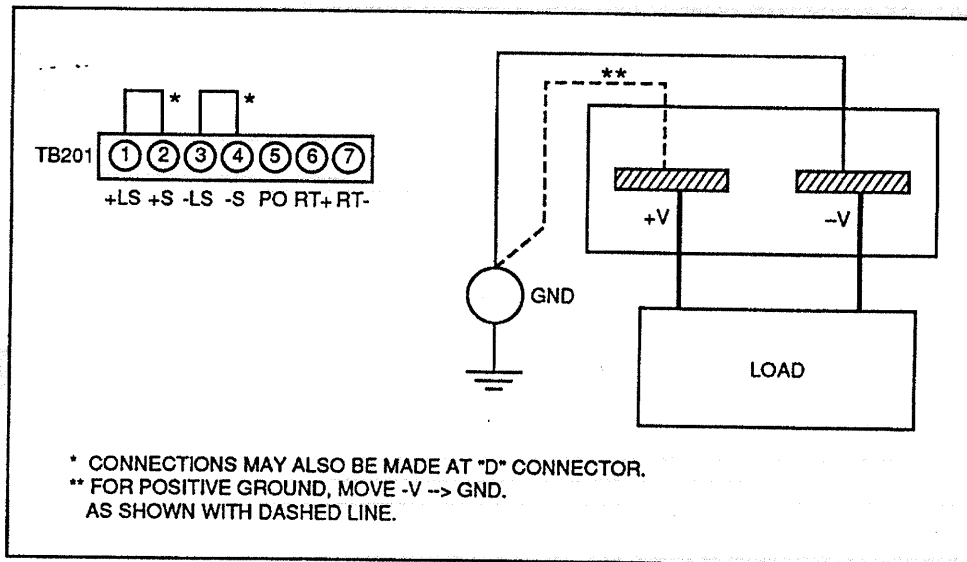 **
* *
TB201 1 2 3 4 5 6 7
+LS +S -LS -S PO RT+ RT-
+V -V
GND
LOAD
* CONNECTIONS MAY ALSO BE MADE AT "D" CONNECTOR.
** FOR POSITIVE GROUND, MOVE -V --> GND.
AS SHOWN WITH DASHED LINE.